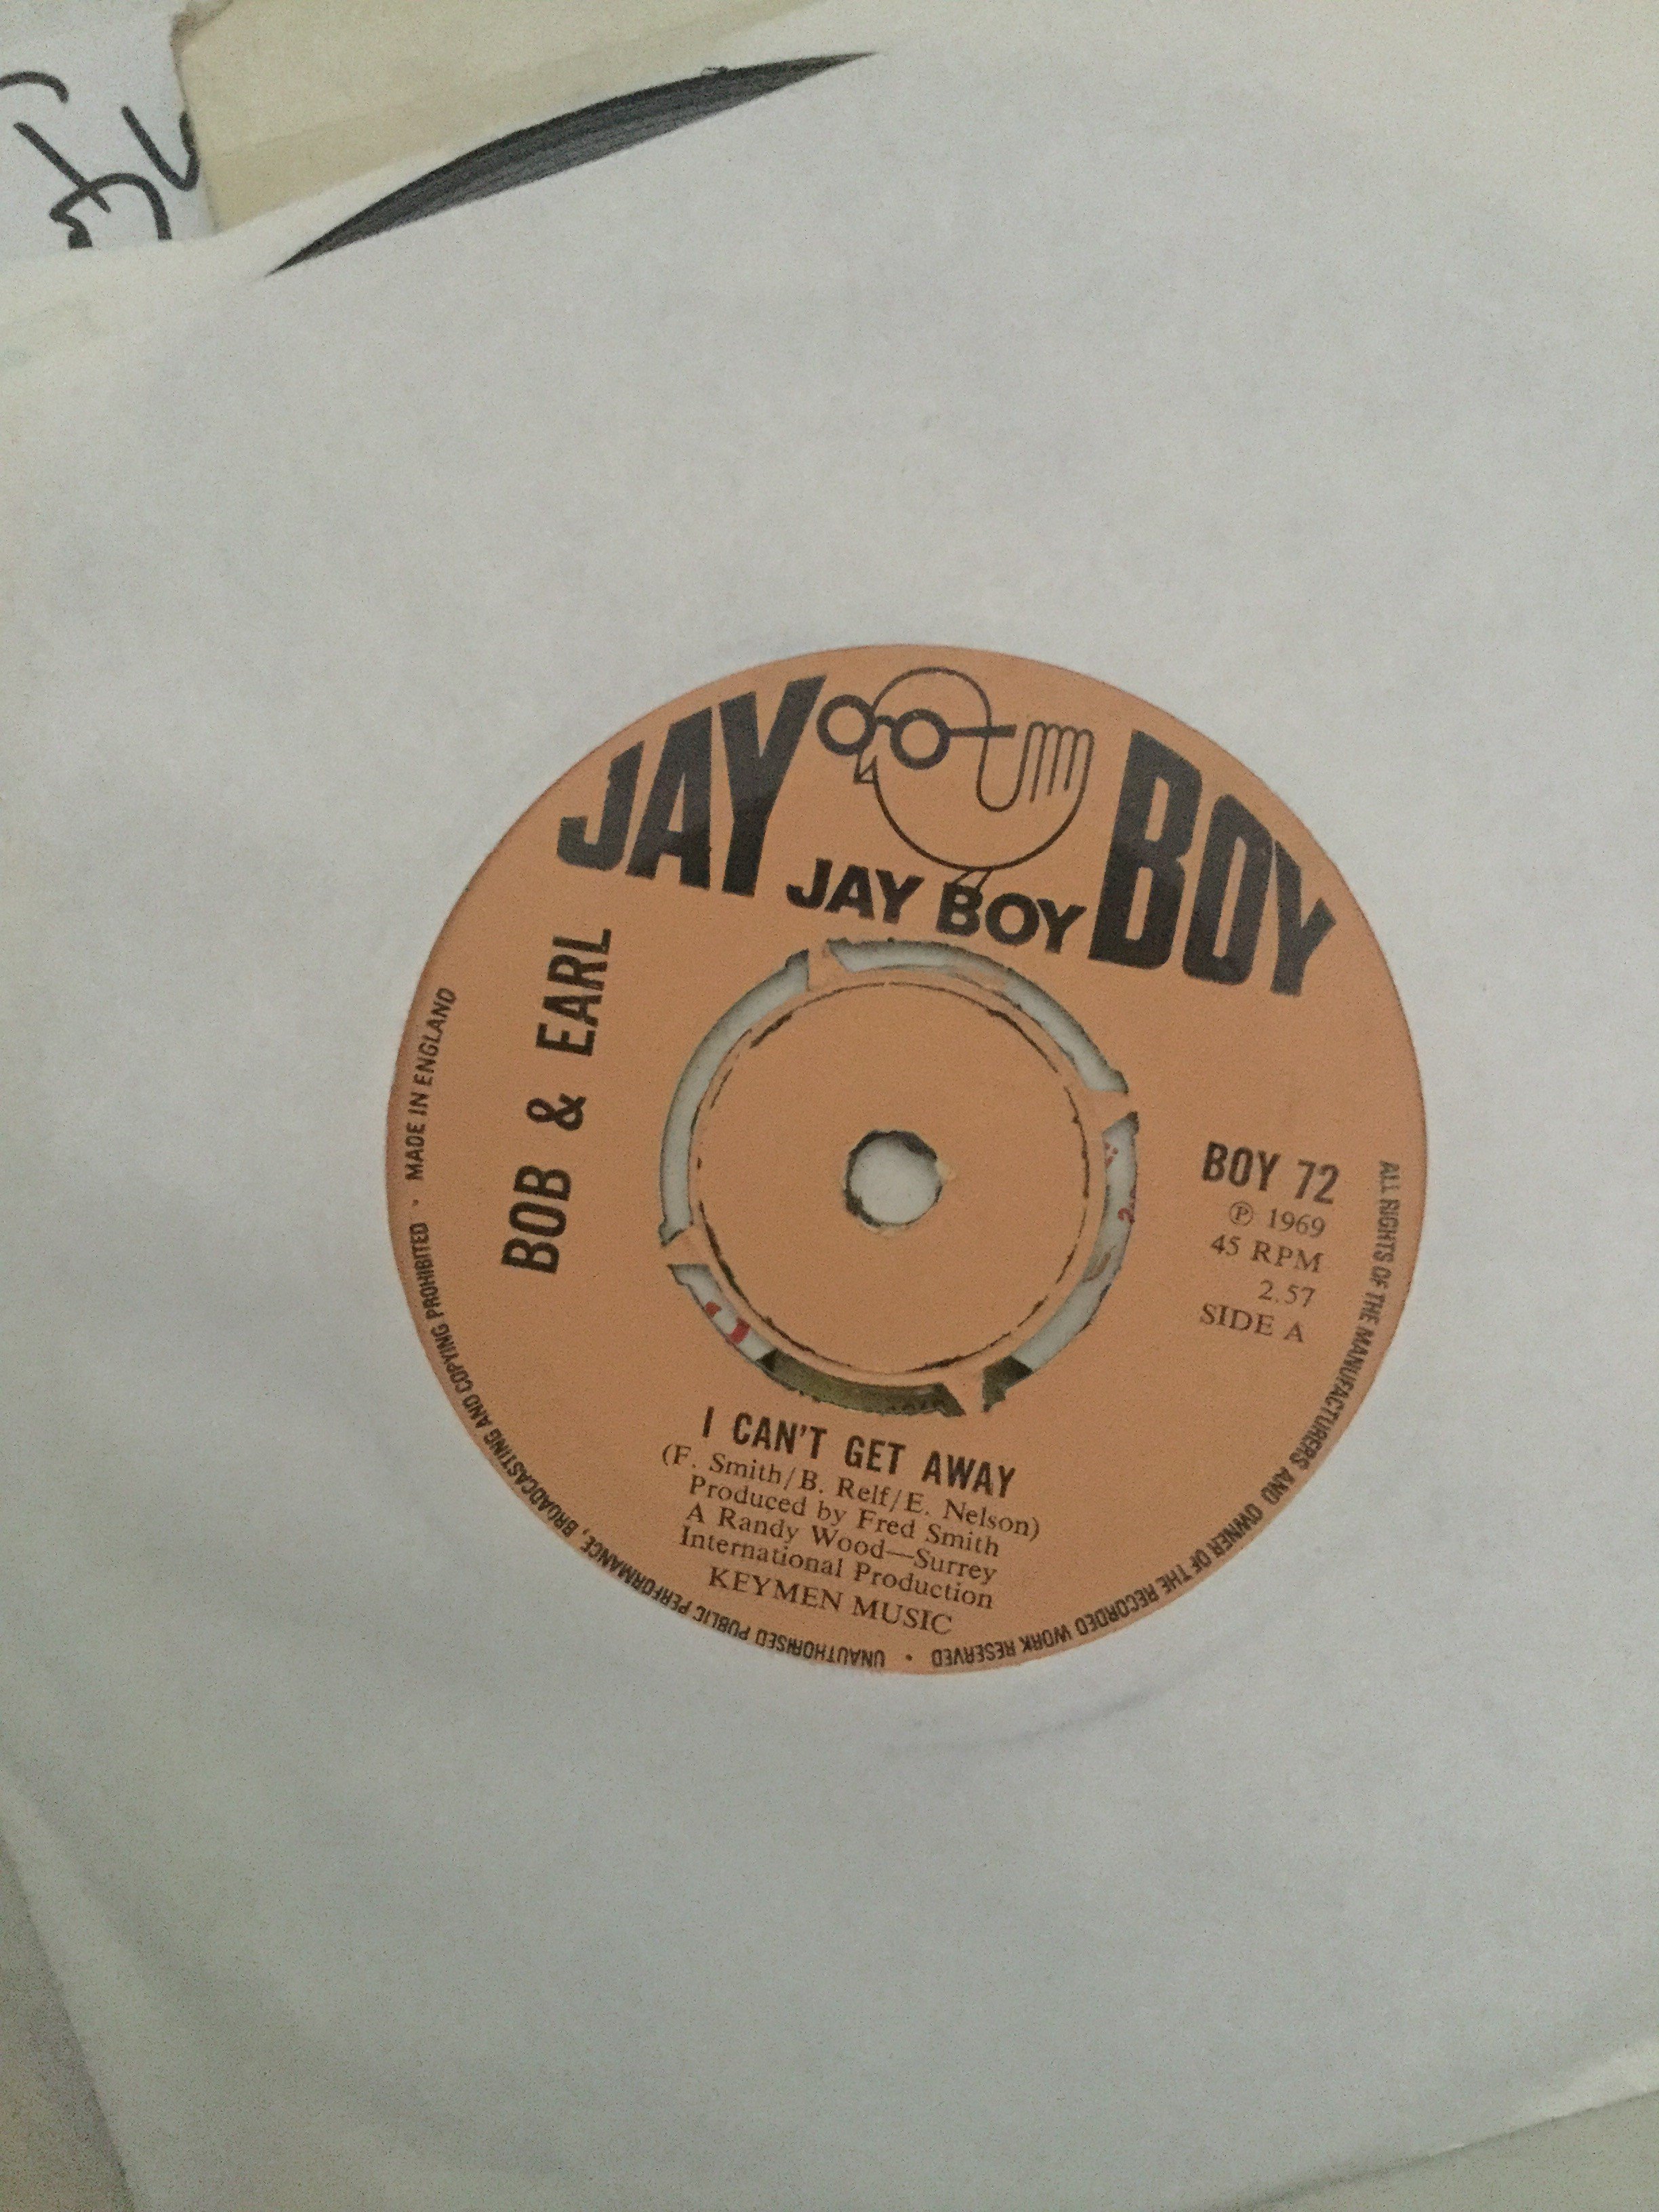 JAY BOY
JAY BOY
BOB & EARL
BOY 72
℗ 1969
45 RPM
2.57
SIDE A
I CAN'T GET AWAY
(F. Smith/B. Relf/E. Nelson)
Produced by Fred Smith
A Randy Wood—Surrey
International Production
KEYMEN MUSIC
ALL RIGHTS OF THE MANUFACTURERS AND OWNER OF THE RECORDED WORK RESERVED • UNAUTHORISED PUBLIC PERFORMANCE, BROADCASTING AND COPYING PROHIBITED • MADE IN ENGLAND